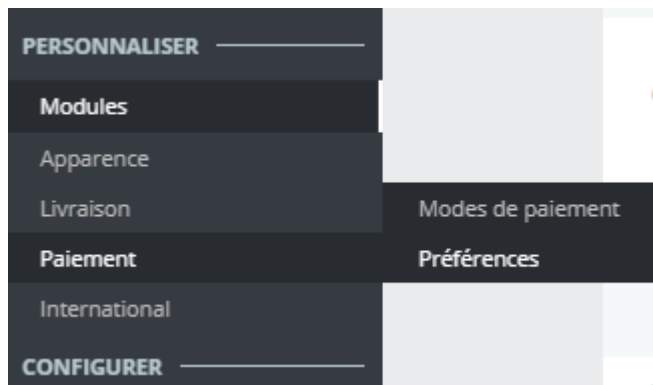 PERSONNALISER
Modules
Apparence
Livraison
Modes de paiement
Paiement
Préférences
International
CONFIGURER